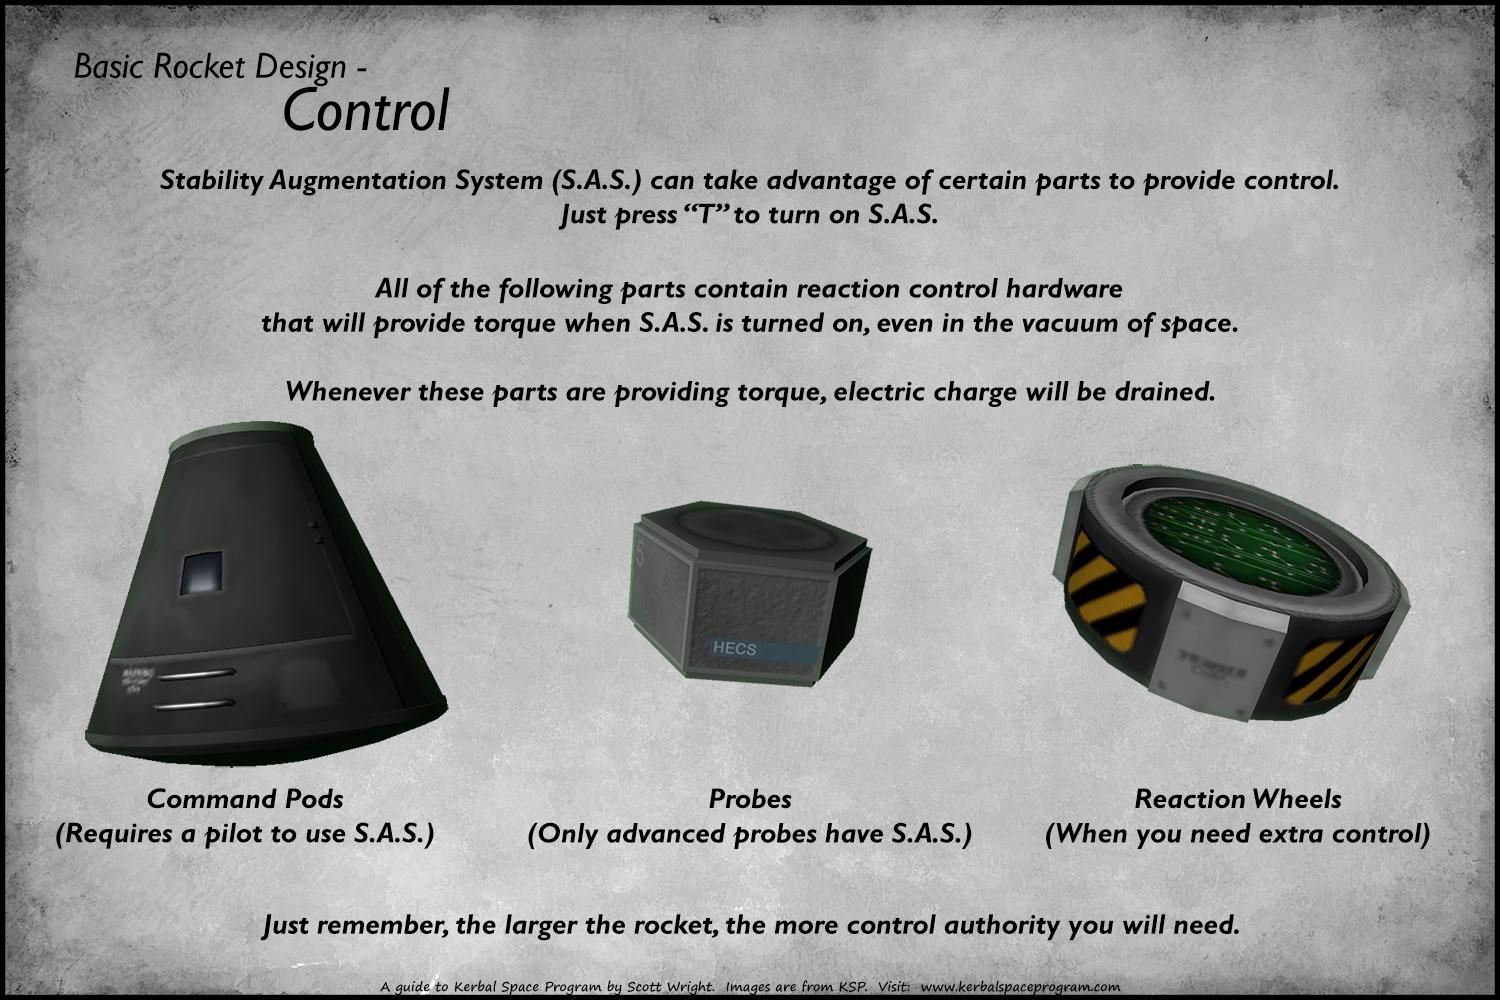 Basic Rocket Design -
Control
Stability Augmentation System (S.A.S.) can take advantage of certain parts to provide control.
Just press “T” to turn on S.A.S.
All of the following parts contain reaction control hardware
that will provide torque when S.A.S. is turned on, even in the vacuum of space.
Whenever these parts are providing torque, electric charge will be drained.
5
HECS
Command Pods
(Requires a pilot to use S.A.S.)
Probes
(Only advanced probes have S.A.S.)
Reaction Wheels
(When you need extra control)
Just remember, the larger the rocket, the more control authority you will need.
A guide to Kerbal Space Program by Scott Wright.  Images are from KSP.  Visit:  www.kerbalspaceprogram.com